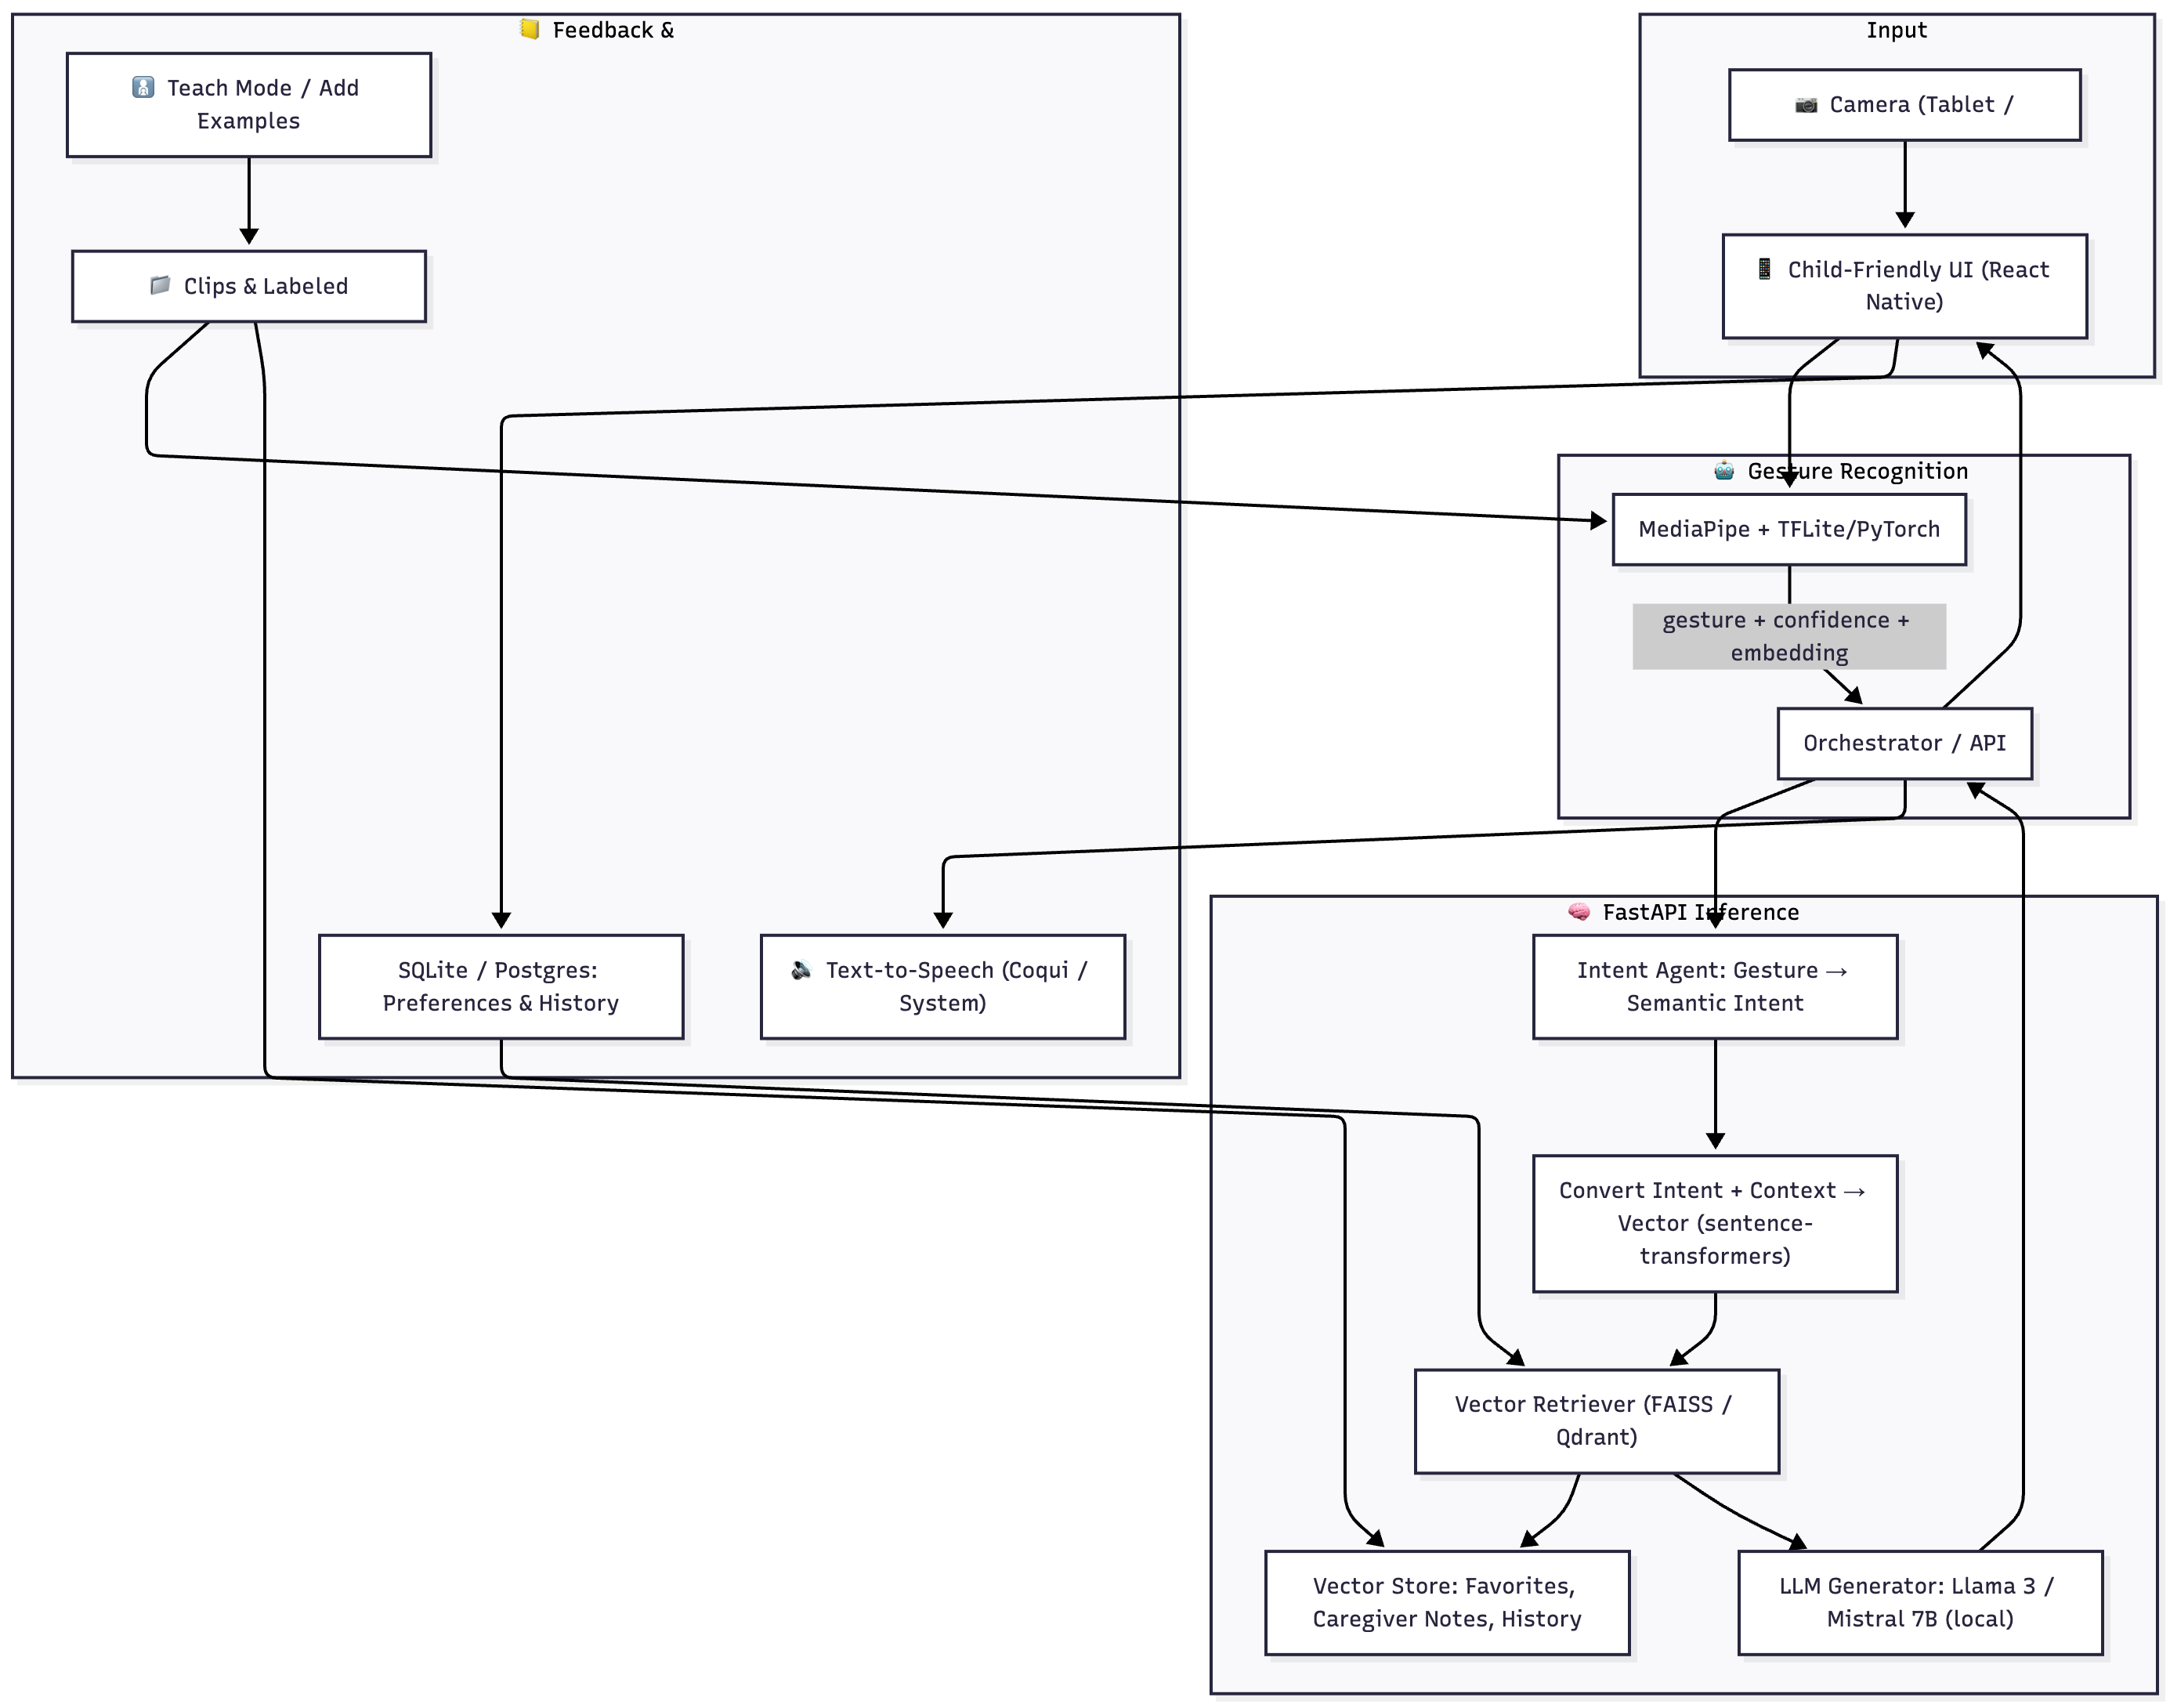 Feedback &
Teach Mode / Add
Examples
Clips & Labeled
SQLite / Postgres:
Preferences & History
Text-to-Speech (Coqui /
System)
Input
Camera (Tablet /
Child-Friendly UI (React
Native)
Gesture Recognition
MediaPipe + TFLite/PyTorch
gesture + confidence +
embedding
Orchestrator / API
FastAPI Inference
Intent Agent: Gesture →
Semantic Intent
Convert Intent + Context →
Vector (sentence-
transformers)
Vector Retriever (FAISS /
Qdrant)
Vector Store: Favorites,
Caregiver Notes, History
LLM Generator: Llama 3 /
Mistral 7B (local)